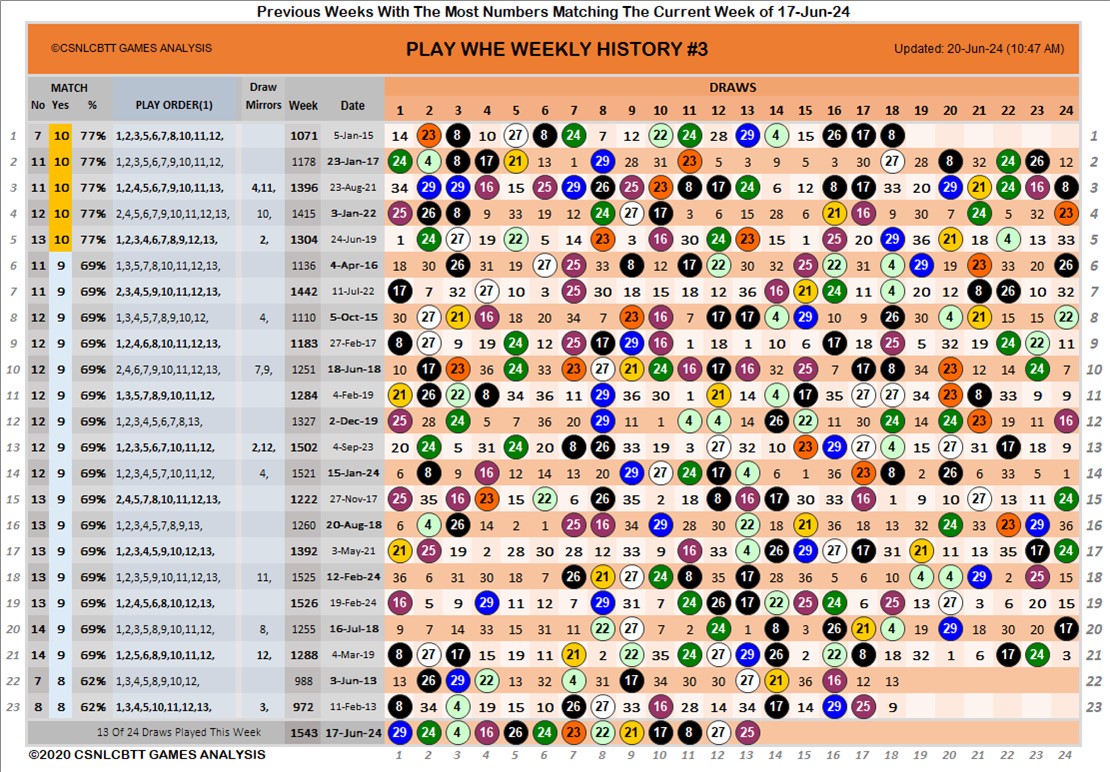 Previous Weeks With The Most Numbers Matching The Current Week of 17-Jun-24
©CSNLCBTT GAMES ANALYSIS PLAY WHE WEEKLY HISTORY #3 Updated: 20-Jun-24 (10:47 AM)
MATCH Draw DRAWS
No Yes % PLAY ORDER(1) Mirrors Week Date 1 2 3 4 5 6 7 8 9 10 11 12 13 14 15 16 17 18 19 20 21 22 23 24
1 7 10 77% 1,2,3,5,6,7,8,10,11,12, 1071 5-Jan-15 14 23 8 10 27 8 24 7 12 22 24 28 29 4 15 26 17 8 1
2 11 10 77% 1,2,3,5,6,7,9,10,11,12, 1178 23-Jan-17 24 4 8 17 21 13 1 29 28 31 23 5 3 9 5 2 3 30 27 28 8 32 24 26 12 2
3 11 10 77% 1,2,4,5,6,7,9,10,11,13, 4,11, 1396 23-Aug-21 34 29 29 16 15 25 29 26 25 23 8 17 24 6 12 8 17 33 20 29 21 24 16 8 3
4 12 10 77% 2,4,5,6,7,9,10,11,12,13, 10, 1415 3-Jan-22 25 26 8 9 33 19 12 24 27 17 3 6 15 28 6 21 16 9 30 7 24 5 32 23 4
5 13 10 77% 1,2,3,4,6,7,8,9,12,13, 2, 1304 24-Jun-19 1 24 27 19 22 5 14 23 3 16 30 24 23 15 1 25 20 29 36 21 18 4 13 33 5
6 11 9 69% 1,3,5,7,8,10,11,12,13, 1136 4-Apr-16 18 30 26 31 19 27 25 33 8 12 17 22 30 32 25 22 31 4 29 19 23 33 20 26 6
7 11 9 69% 2,3,4,5,9,10,11,12,13, 1442 11-Jul-22 17 7 32 27 10 3 25 30 18 15 18 12 36 16 21 24 11 4 20 21 8 26 10 32 7
8 12 9 69% 1,3,4,5,7,8,9,10,12, 4, 1110 5-Oct-15 30 27 21 16 18 20 34 7 23 16 7 17 17 4 29 10 9 26 30 4 21 15 15 22 8
9 12 9 69% 1,2,4,6,8,10,11,12,13, 1183 27-Feb-17 8 27 9 19 24 12 25 17 29 16 1 18 1 10 6 17 18 25 5 32 19 24 22 11 9
10 12 9 69% 2,4,6,7,9,10,11,12,13, 7,9, 1251 18-Jun-18 10 17 23 36 24 33 23 27 21 24 16 17 16 32 25 7 17 8 34 23 12 14 24 7 10
11 12 9 69% 1,3,5,7,8,9,10,11,12, 1284 4-Feb-19 21 26 22 8 34 36 11 29 36 30 1 21 14 4 17 34 27 27 34 23 8 33 9 9 11
12 12 9 69% 1,2,3,4,5,6,7,8,13, 1327 2-Dec-19 25 28 24 5 7 36 20 29 11 1 4 4 14 26 22 11 18 24 14 24 23 19 11 16 12
13 12 9 69% 1,2,3,5,6,7,10,11,12, 2,12, 1502 4-Sep-23 20 24 5 31 24 20 8 26 33 19 3 27 32 10 23 29 27 4 15 27 31 17 18 9 13
14 12 9 69% 1,2,3,4,5,7,10,11,12, 4, 1521 15-Jan-24 6 8 9 16 12 14 13 20 29 27 24 17 4 1 36 17 23 8 2 26 6 33 5 1 14
15 13 9 69% 2,4,5,7,8,10,11,12,13, 1222 27-Nov-17 25 35 16 23 15 22 6 26 35 2 18 8 16 17 30 33 16 1 9 10 27 13 11 24 15
16 13 9 69% 1,2,3,4,5,7,8,9,13, 1260 20-Aug-18 6 4 26 14 2 1 25 16 34 29 28 30 22 18 21 36 18 13 32 24 33 23 29 36 16
17 13 9 69% 1,2,3,4,5,9,10,12,13, 1392 3-May-21 21 25 19 2 28 30 28 12 33 9 16 33 4 26 29 27 17 31 21 11 13 35 17 24 17
18 13 9 69% 1,2,3,5,9,10,11,12,13, 11, 1525 12-Feb-24 36 6 31 30 18 7 26 21 27 24 8 35 17 28 36 5 6 10 4 4 29 2 25 15 18
19 13 9 69% 1,2,4,5,6,8,10,12,13, 1526 19-Feb-24 16 5 9 29 11 12 7 29 31 7 24 26 17 22 25 24 6 25 13 27 3 6 20 15 19
20 14 9 69% 1,2,3,5,8,9,10,11,12, 8, 1255 16-Jul-18 9 7 14 33 15 31 11 22 27 7 2 24 1 8 3 26 21 4 19 29 18 30 20 17 20
21 14 9 69% 1,2,5,6,8,9,10,11,12, 12, 1288 4-Mar-19 8 27 17 15 19 11 21 2 22 35 24 27 29 26 2 22 8 18 32 1 6 17 24 3 21
22 7 8 62% 1,3,4,5,8,9,10,12, 988 3-Jun-13 13 26 29 22 13 32 4 31 17 34 30 30 27 21 36 16 12 13 22
23 8 8 62% 1,3,4,5,10,11,12,13, 3, 972 11-Feb-13 8 34 4 19 15 10 26 27 33 16 28 14 34 17 14 29 25 9 23
13 Of 24 Draws Played This Week 1543 17-Jun-24 29 24 4 16 26 24 23 22 21 17 8 27 25
©2020 CSNLCBTT GAMES ANALYSIS 1 2 3 4 5 6 7 8 9 10 11 12 13 14 15 16 17 18 19 20 21 22 23 24